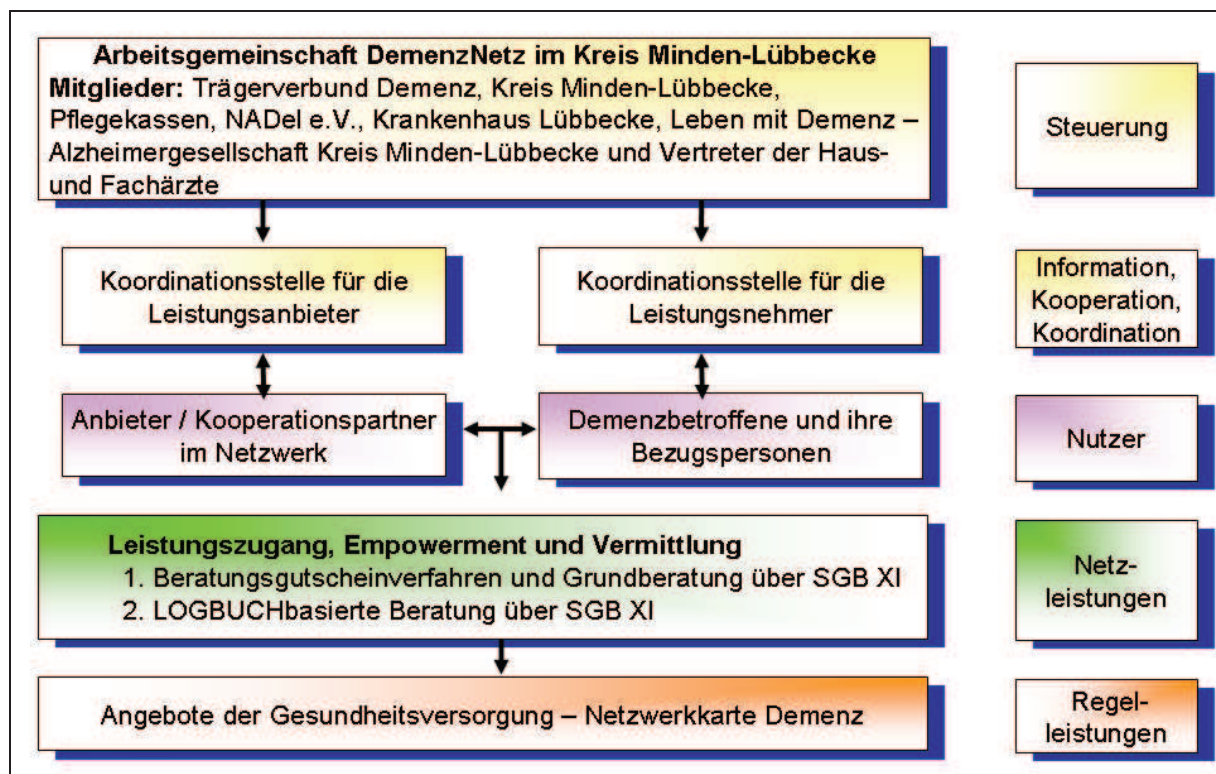 Arbeitsgemeinschaft DemenzNetz im Kreis Minden-Lübbecke
Mitglieder: Trägerverbund Demenz, Kreis Minden-Lübbecke,
Pflegekassen, NADel e.V., Krankenhaus Lübbecke, Leben mit Demenz –
Alzheimergesellschaft Kreis Minden-Lübbecke und Vertreter der Haus-
und Fachärzte
Steuerung
Koordinationsstelle für die
Leistungsanbieter
Koordinationsstelle für die
Leistungsnehmer
Information,
Kooperation,
Koordination
Anbieter / Kooperationspartner
im Netzwerk
Demenzbetroffene und ihre
Bezugspersonen
Nutzer
Leistungszugang, Empowerment und Vermittlung
1. Beratungsgutscheinverfahren und Grundberatung über SGB XI
2. LOGBUCHbasierte Beratung über SGB XI
Netz-
leistungen
Angebote der Gesundheitsversorgung – Netzwerkkarte Demenz
Regel-
leistungen